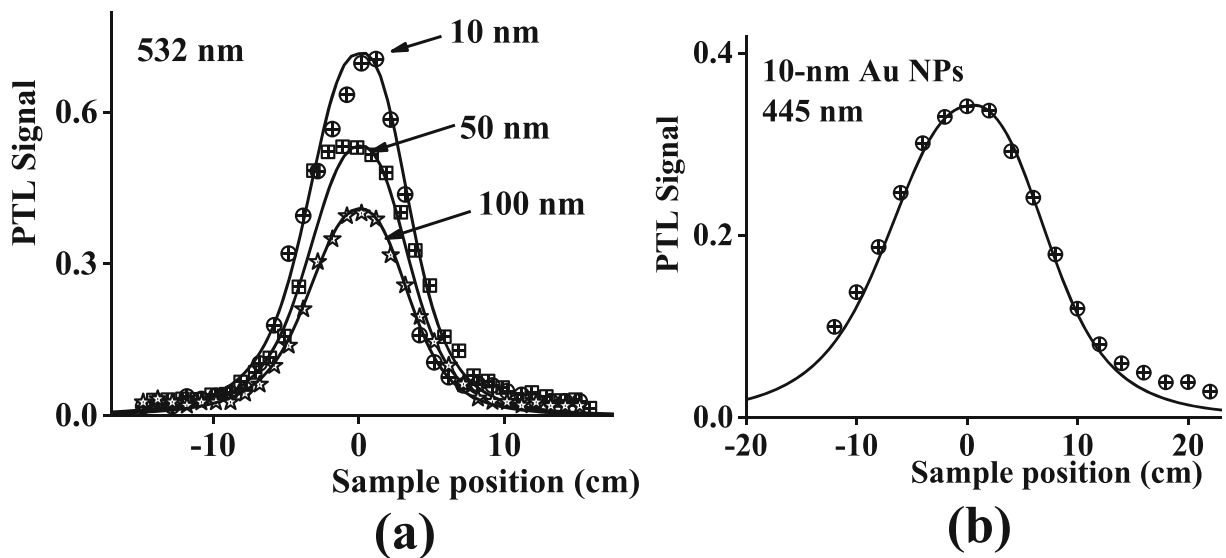 532 nm
10 nm
50 nm
100 nm
0.6
0.3
0.0
PTL Signal
-10
0
10
Sample position (cm)
(a)
10-nm Au NPs
445 nm
0.4
0.2
0.0
PTL Signal
-20
-10
0
10
20
Sample position (cm)
(b)